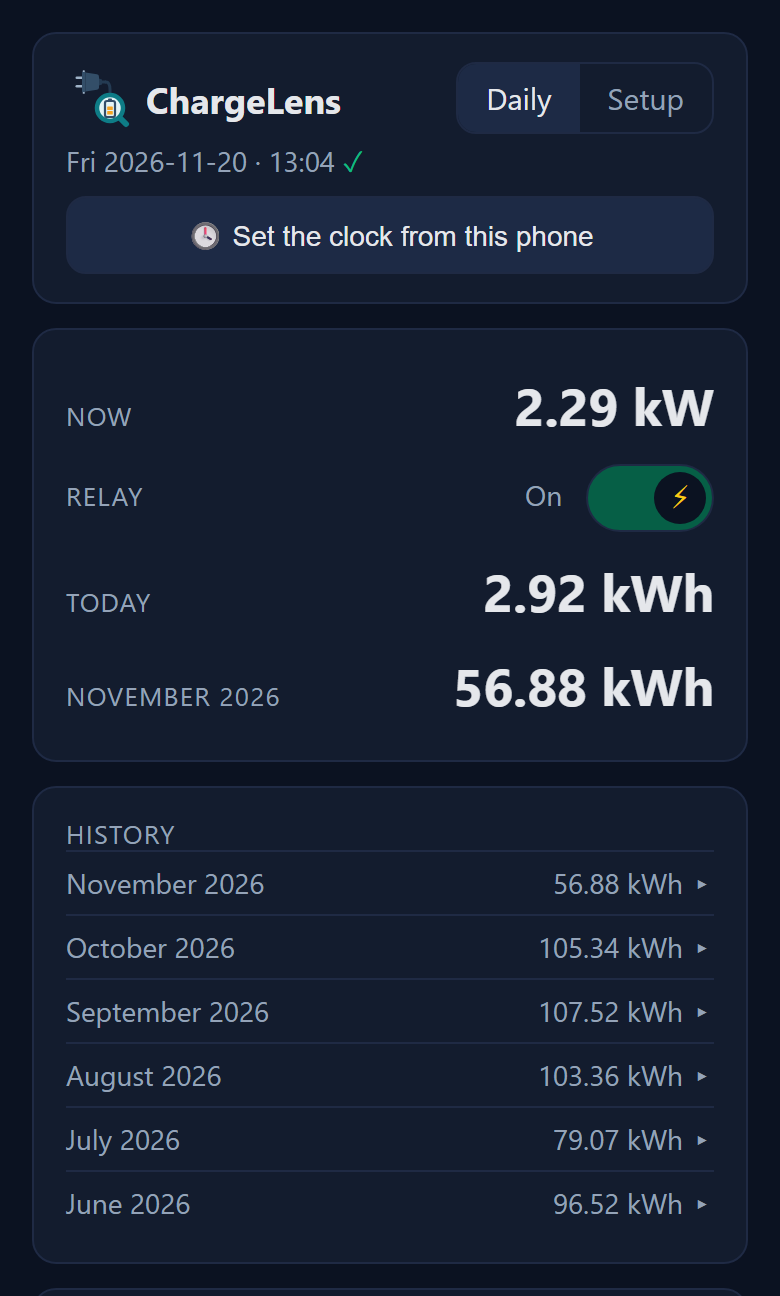 ChargeLens
Daily
Setup
Fri 2026-11-20 · 13:04 ✓
Set the clock from this phone
NOW 2.29 kW
RELAY On
TODAY 2.92 kWh
NOVEMBER 2026 56.88 kWh
HISTORY
November 2026 56.88 kWh ▸
October 2026 105.34 kWh ▸
September 2026 107.52 kWh ▸
August 2026 103.36 kWh ▸
July 2026 79.07 kWh ▸
June 2026 96.52 kWh ▸